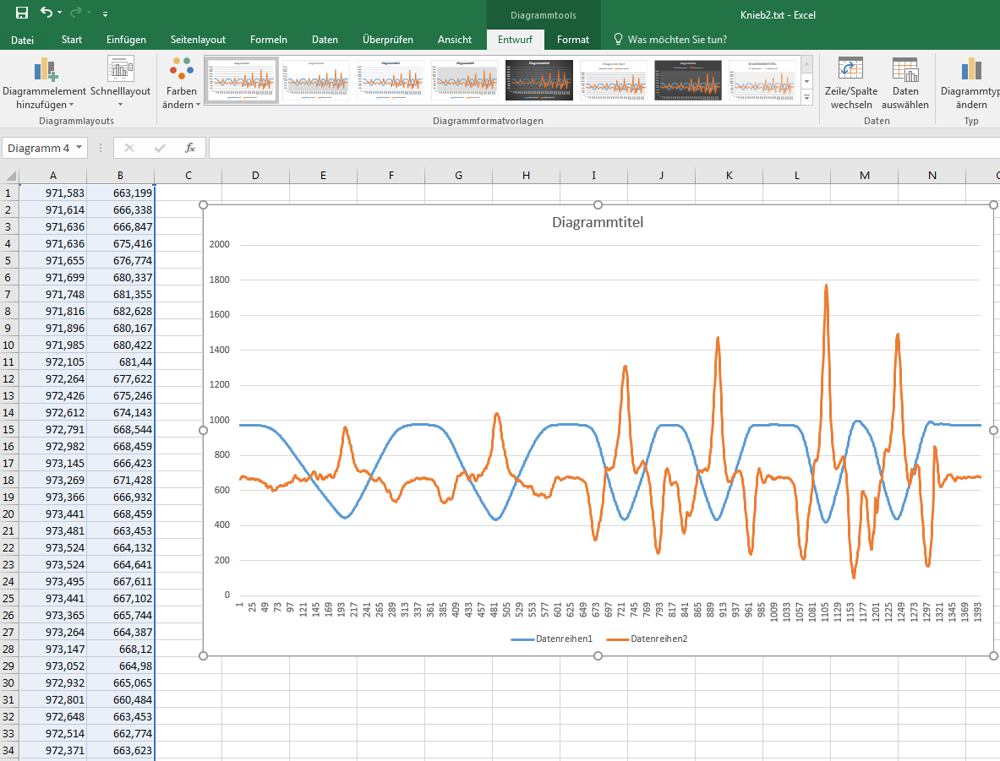 Diagrammtools
Knieb2.txt - Excel
Datei Start Einfügen Seitenlayout Formeln Daten Überprüfen Ansicht Entwurf Format Was möchten Sie tun?
Diagrammelement hinzufügen
Schnelllayout
Farben ändern
Zeile/Spalte wechseln
Daten auswählen
Diagrammtyp ändern
Diagrammlayouts Diagrammformatvorlagen Daten Typ
Diagramm 4 fx
A B C D E F G H I J K L M N
1 971,583 663,199
2 971,614 666,338
3 971,636 666,847
4 971,636 675,416
5 971,655 676,774
6 971,699 680,337
7 971,748 681,355
8 971,816 682,628
9 971,896 680,167
10 971,985 680,422
11 972,105 681,44
12 972,264 677,622
13 972,426 675,246
14 972,612 674,143
15 972,791 668,544
16 972,982 668,459
17 973,145 666,423
18 973,269 671,428
19 973,366 666,932
20 973,441 668,459
21 973,481 663,453
22 973,524 664,132
23 973,524 664,641
24 973,495 667,611
25 973,441 667,102
26 973,365 665,744
27 973,264 664,387
28 973,147 668,12
29 973,052 664,98
30 972,932 665,065
31 972,801 660,484
32 972,648 663,453
33 972,514 662,774
34 972,371 663,623
Diagrammtitel
2000
1800
1600
1400
1200
1000
800
600
400
200
0
1 25 49 73 97 121 145 169 193 217 241 265 289 313 337 361 385 409 433 457 481 505 529 553 577 601 625 649 673 697 721 745 769 793 817 841 865 889 913 937 961 985 1009 1033 1057 1081 1105 1129 1153 1177 1201 1225 1249 1273 1297 1321 1345 1369 1393
Datenreihen1 Datenreihen2